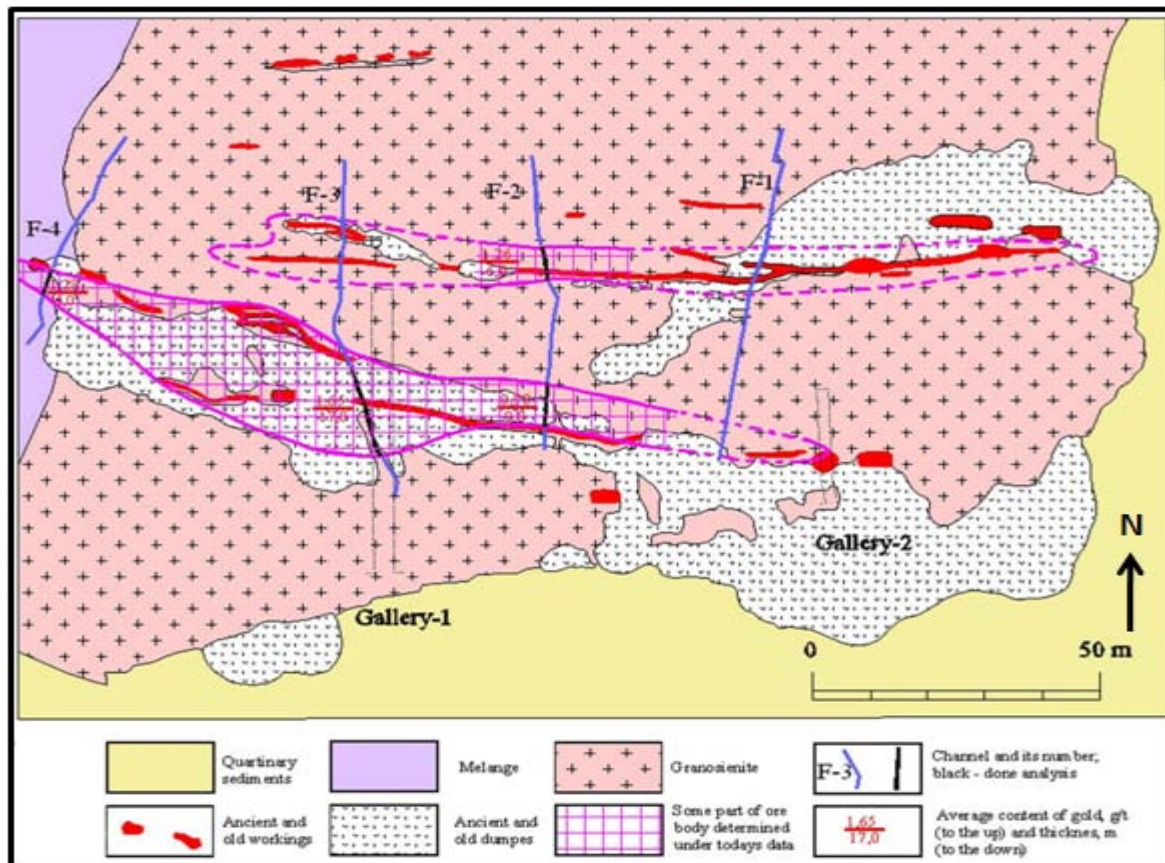 F-3
F-2
F-1
F-4
1,26
Gallery-2
Gallery-1
N
0 50 m
Quartinary
sediments
Melange
Granosienite
F-3
Channel and its number;
black - done analysis
Ancient and
old workings
Ancient and
old dumpes
Some part of ore
body determined
under todays data
1,65
17,0
Average content of gold, g/t
(to the up) and thicknes, m
(to the down)